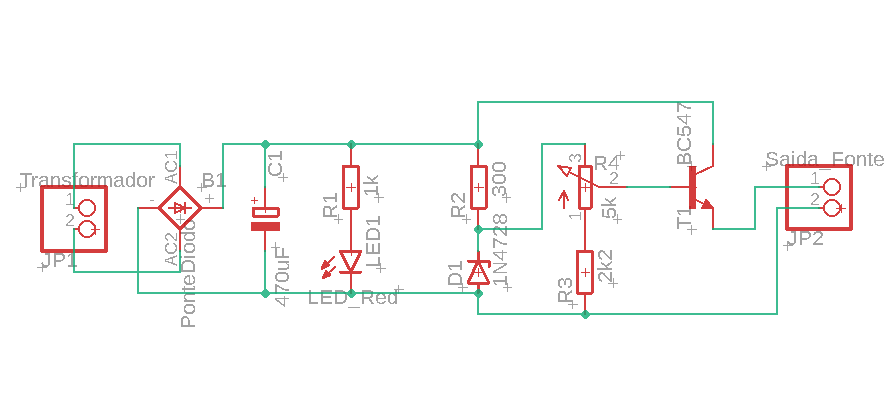 Transformador
1
2
JP1
AC1
-
AC2
B1
PonteDiodo
C1
+
470uF
R1
1k
LED1
LED_Red
R2
300
D1
1N4728
3
R4
2
1
5k
R3
2k2
BC547
T1
Saida_Fonte
1
2
JP2